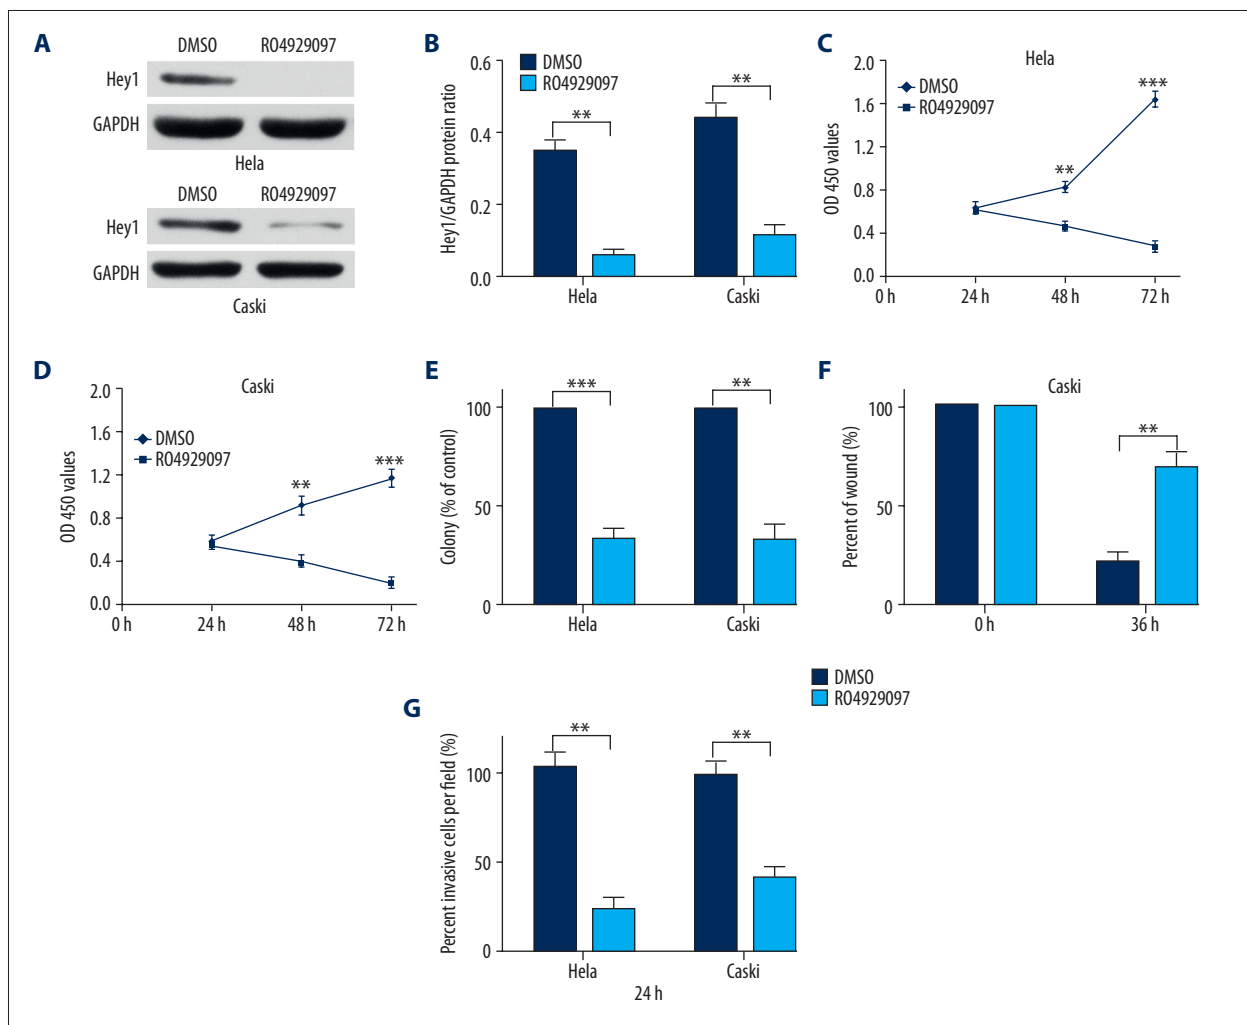 A
DMSO RO4929097
Hey1
GAPDH
Hela
DMSO RO4929097
Hey1
GAPDH
Caski
B
Hey1/GAPDH protein ratio
0.6
0.4
0.2
0.0
DMSO
RO4929097
**
**
Hela Caski
C
Hela
OD 450 values
2.0
1.6
1.2
0.8
0.4
0.0
DMSO
RO4929097
**
***
0 h 24 h 48 h 72 h
D
Caski
OD 450 values
2.0
1.6
1.2
0.8
0.4
0.0
DMSO
RO4929097
**
***
0 h 24 h 48 h 72 h
E
Colony (% of control)
100
50
0
***
**
Hela Caski
F
Caski
Percent of wound (%)
100
50
0
**
0 h 36 h
DMSO
RO4929097
G
Percent invasive cells per field (%)
100
50
0
**
**
Hela Caski
24 h